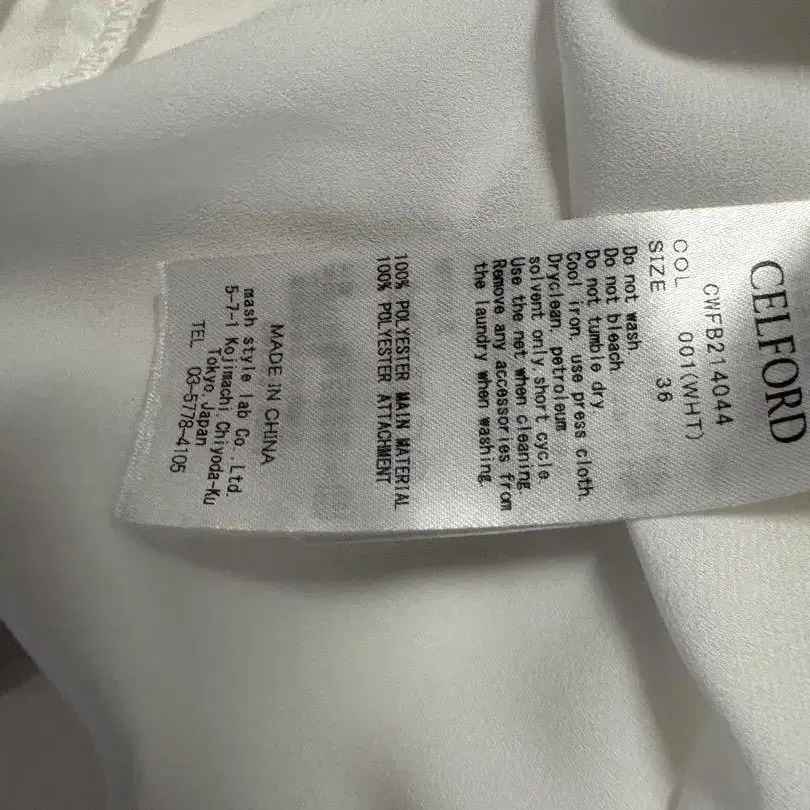 CELFORD
CWFB214044
COL 001(WHT)
SIZE 36
Do not wash.
Do not bleach
Do not tumble dry
Cool iron, use press cloth.
Dryclean, petroleum
solvent only short cycle.
Use the net when cleaning.
Remove any accessories from
the laundry when washing.
100% POLYESTER MAIN MATERIAL
100% POLYESTER ATTACHMENT
MADE IN CHINA
mash style lab Co.,Ltd.
5-7-1 Kojimachi,Chiyoda-Ku
Tokyo,Japan
TEL 03-5778-4105